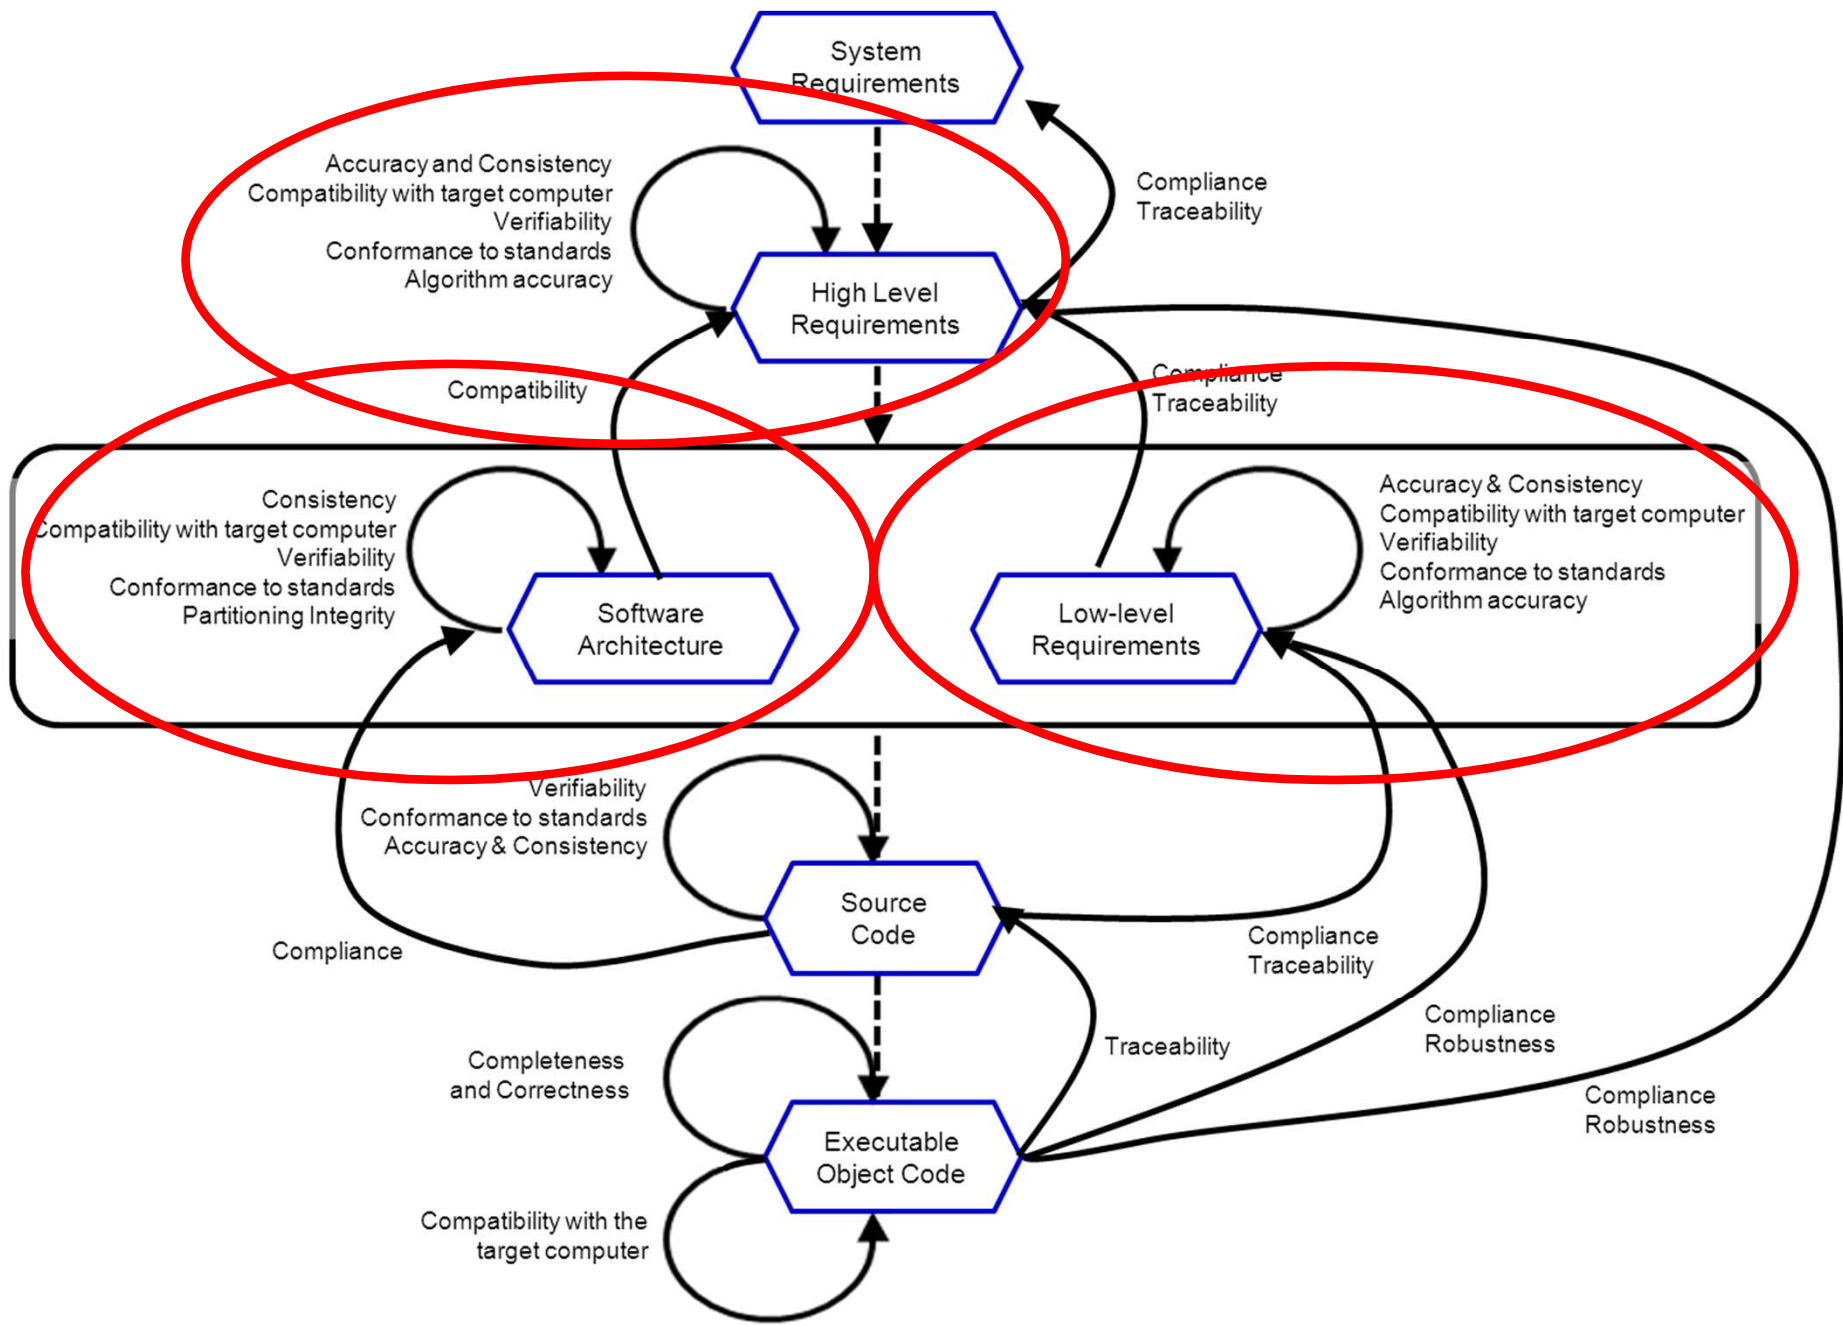 System
Requirements
Accuracy and Consistency
Compatibility with target computer
Verifiability
Conformance to standards
Algorithm accuracy
Compliance
Traceability
High Level
Requirements
Compatibility
Compliance
Traceability
Consistency
Compatibility with target computer
Verifiability
Conformance to standards
Partitioning Integrity
Software
Architecture
Low-level
Requirements
Accuracy & Consistency
Compatibility with target computer
Verifiability
Conformance to standards
Algorithm accuracy
Verifiability
Conformance to standards
Accuracy & Consistency
Source
Code
Compliance
Compliance
Traceability
Compliance
Robustness
Traceability
Completeness
and Correctness
Compliance
Robustness
Executable
Object Code
Compatibility with the
target computer